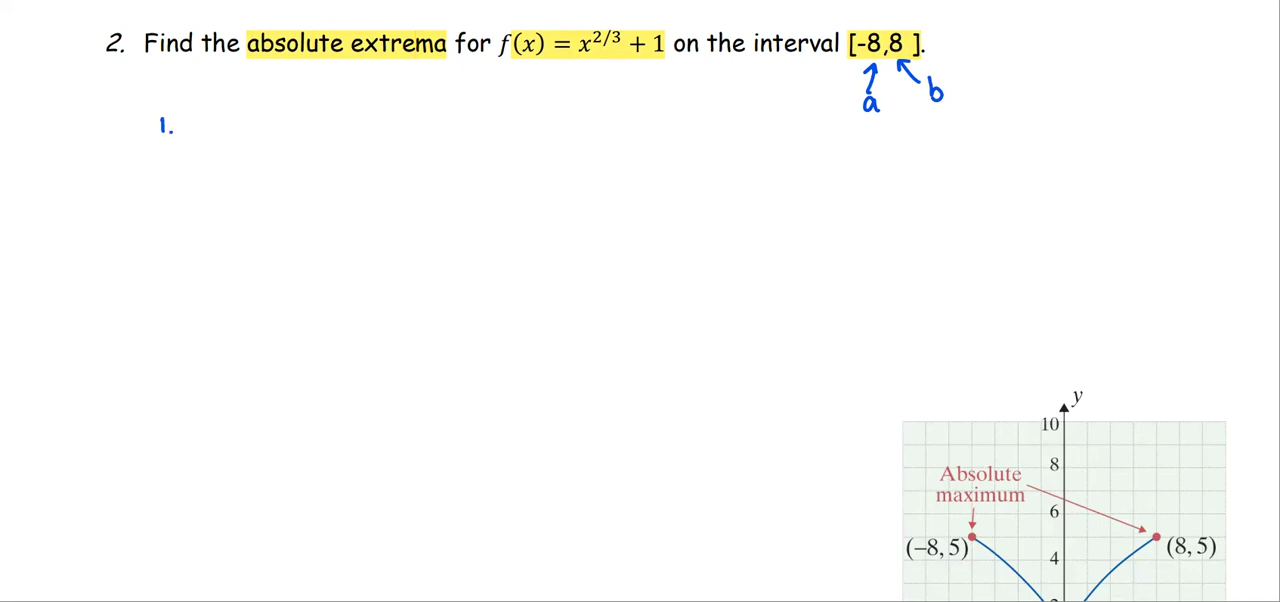 2. Find the absolute extrema for f(x) = x^{2/3} + 1 on the interval [-8,8 ].
a
b
1.
y
10
8
Absolute
maximum
6
(−8, 5)
(8, 5)
4